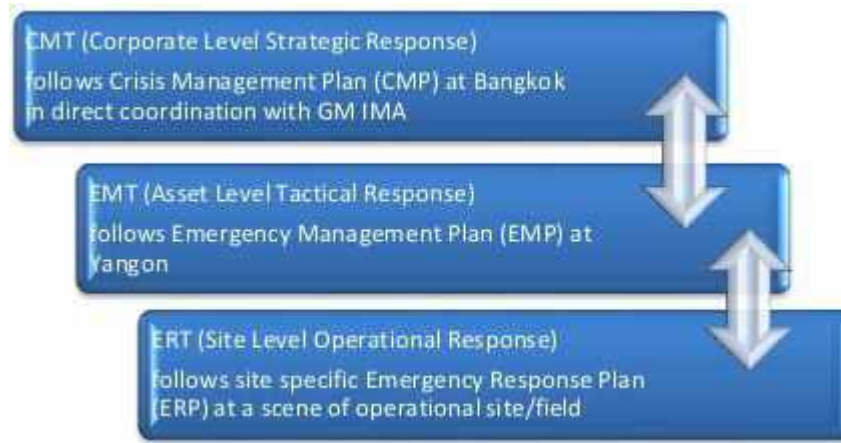 CMT (Corporate Level Strategic Response)
follows Crisis Management Plan (CMP) at Bangkok
in direct coordination with GM IMA
EMT (Asset Level Tactical Response)
follows Emergency Management Plan (EMP) at
Yangon
ERT (Site Level Operational Response)
follows site specific Emergency Response Plan
(ERP) at a scene of operational site/field